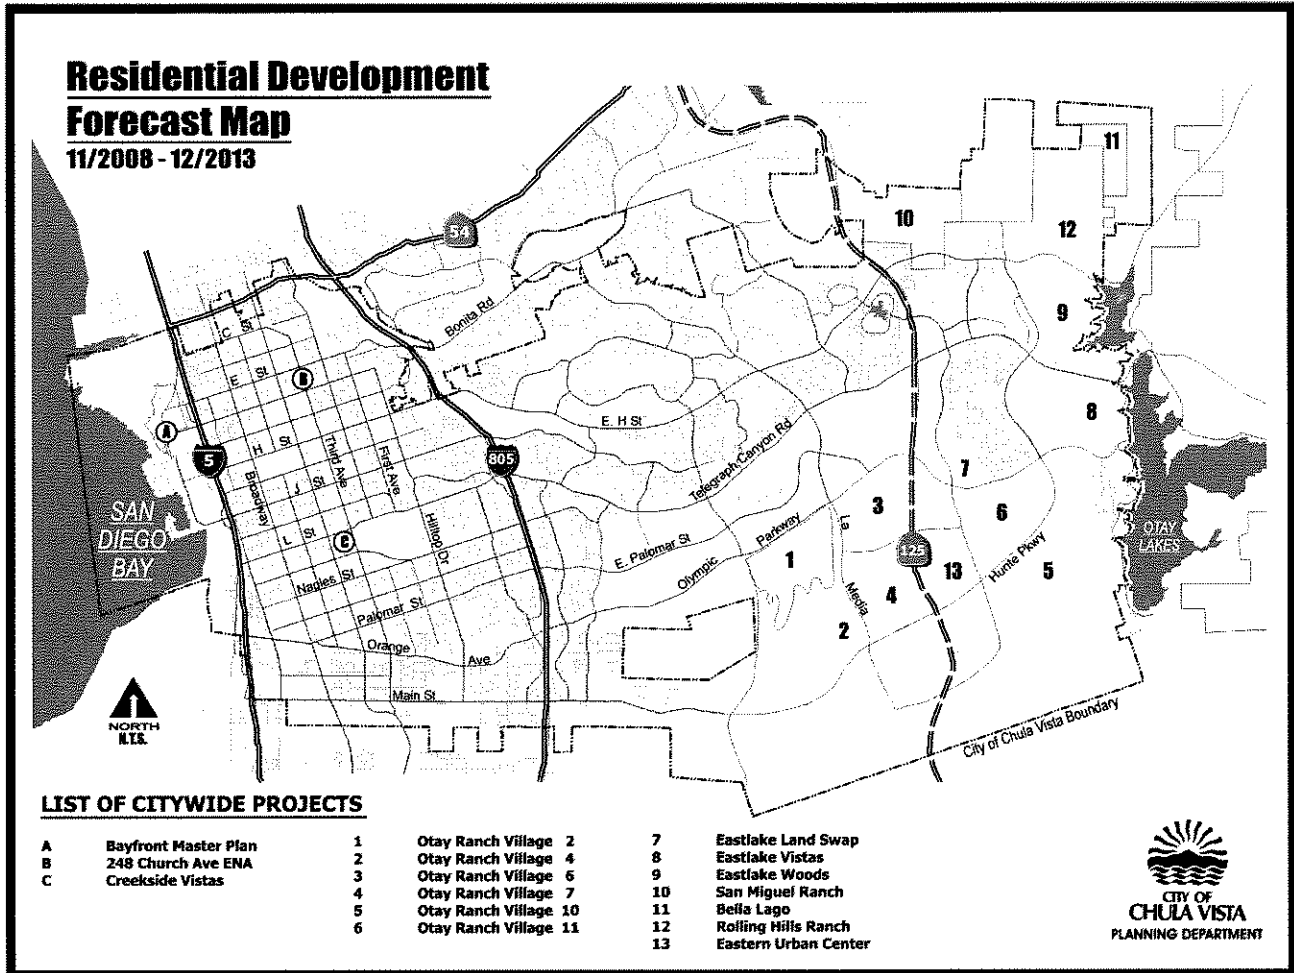 Residential Development
Forecast Map
11/2008 - 12/2013
11
54
10
12
Bonita Rd
9
C St
E St
B
E. H St
8
A
H St
Third Ave
First Ave
Telegraph Canyon Rd
5
Broadway
805
7
J St
SAN
DIEGO
BAY
L St
C
Hilltop Dr
Parkway
La
3
6
OTAY
LAKES
E. Palomar St
125
Naples St
Olympic
1
13
Hunte Pkwy
5
Palomar St
Media
4
2
Orange
Ave
Main St
NORTH
N.T.S.
City of Chula Vista Boundary
LIST OF CITYWIDE PROJECTS
A Bayfront Master Plan
B 248 Church Ave ENA
C Creekside Vistas
1 Otay Ranch Village 2
2 Otay Ranch Village 4
3 Otay Ranch Village 6
4 Otay Ranch Village 7
5 Otay Ranch Village 10
6 Otay Ranch Village 11
7 Eastlake Land Swap
8 Eastlake Vistas
9 Eastlake Woods
10 San Miguel Ranch
11 Bella Lago
12 Rolling Hills Ranch
13 Eastern Urban Center
CITY OF
CHULA VISTA
PLANNING DEPARTMENT